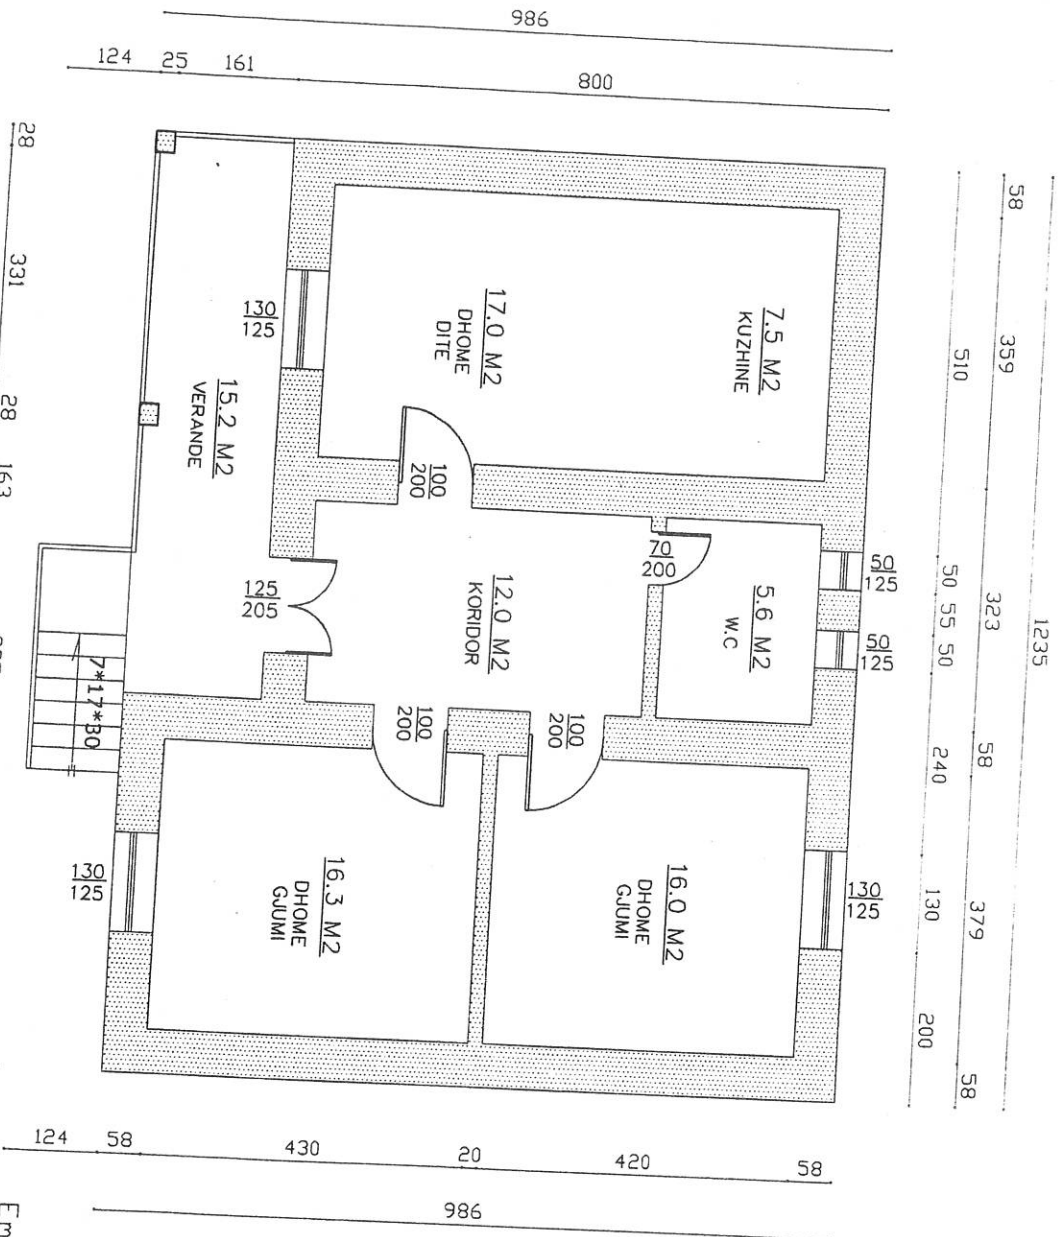 986
124 25 161 800
7.5 M2
KUZHINE
17.0 M2
DHOME
DITE
130
125
15.2 M2
VERANDE
100
200
70
200
5.6 M2
W.C
50
125
50
125
12.0 M2
KORIDOR
125
205
100
200
100
200
7*17*30
16.3 M2
DHOME
GJUMI
16.0 M2
DHOME
GJUMI
130
125
130
125
28 331 28 163
1235
58 359 323 58 379 58
510 50 55 50 240 130 200
124 58 430 20 420 58
986
Em